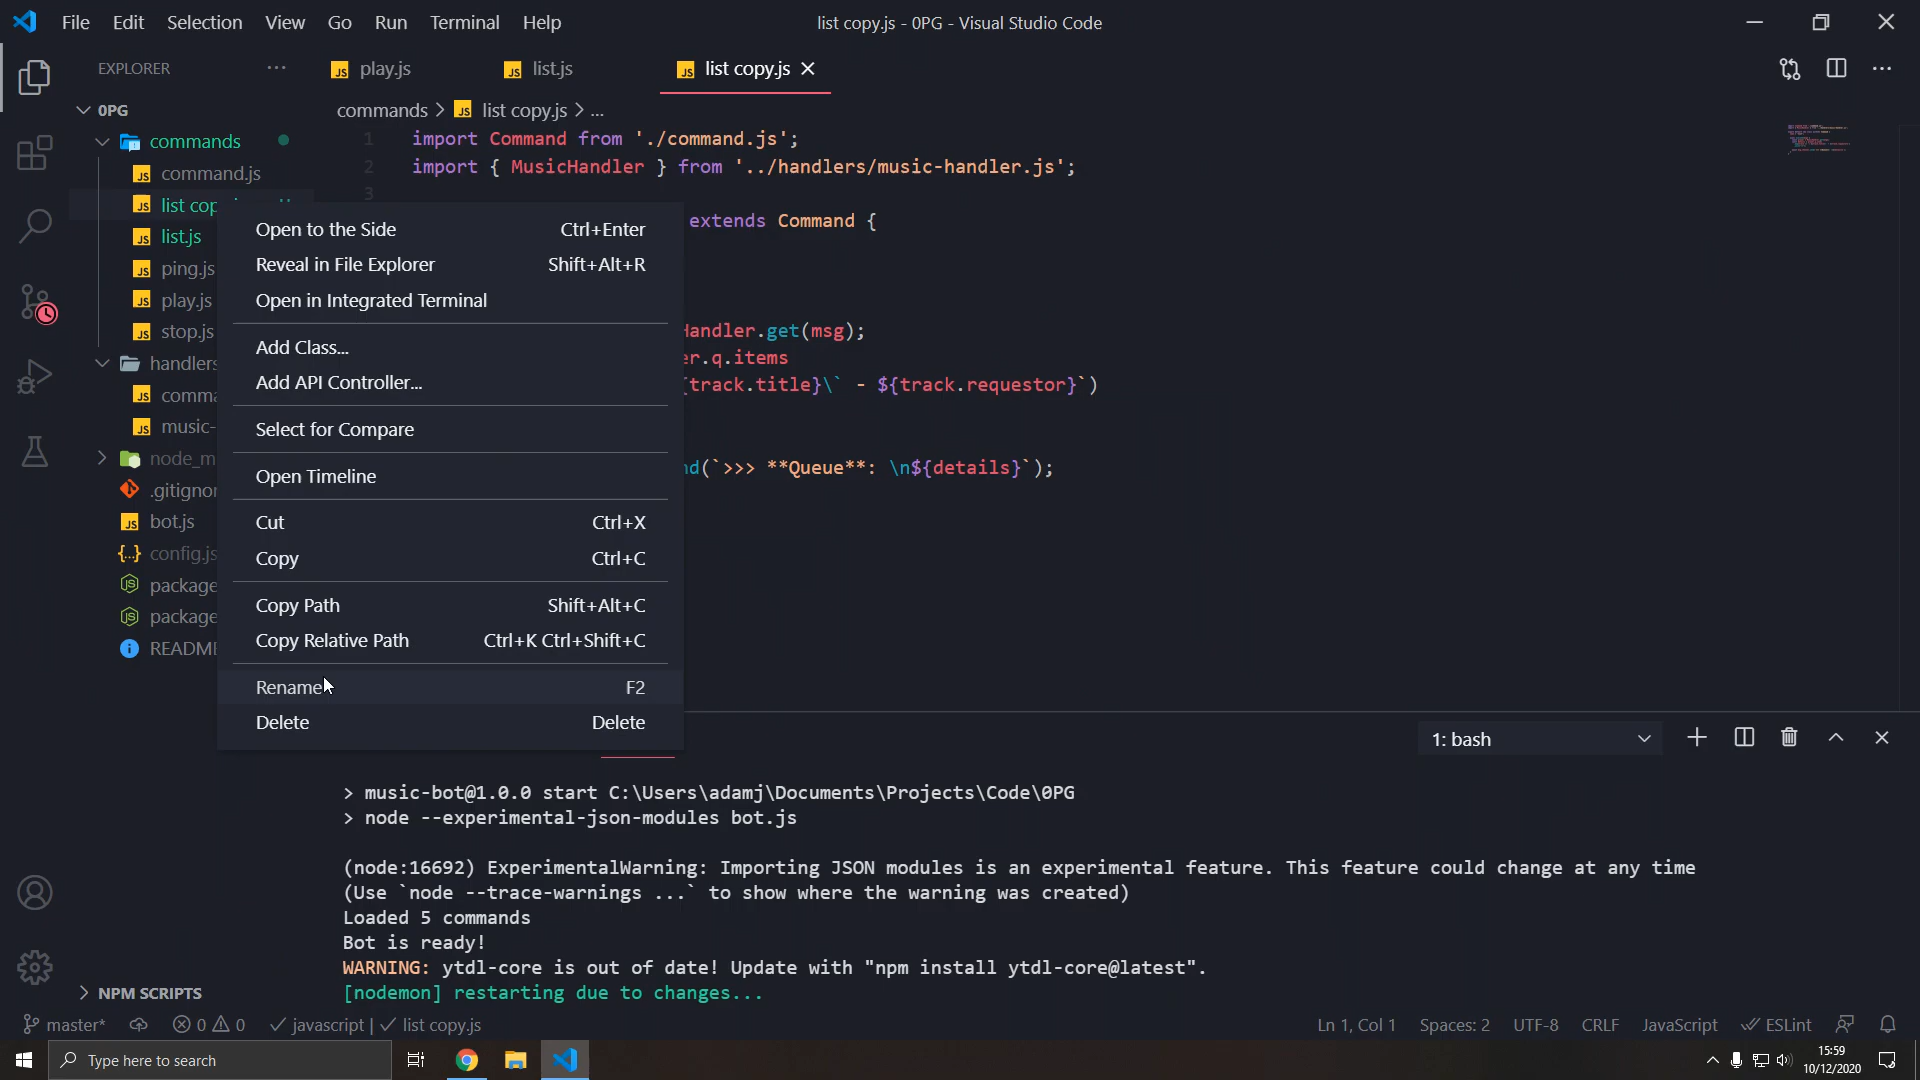 File Edit Selection View Go Run Terminal Help
list copy.js - 0PG - Visual Studio Code
EXPLORER
play.js
list.js
list copy.js
0PG
commands > list copy.js > ...
commands
command.js
list cop
list.js
ping.js
play.js
stop.js
handlers
comma
music-
node_m
.gitignor
bot.js
config.js
package
package
READM
NPM SCRIPTS
1 import Command from './command.js';
2 import { MusicHandler } from '../handlers/music-handler.js';
3
extends Command {
Handler.get(msg);
er.q.items
{track.title}\` - ${track.requestor}`)
nd(`>>> **Queue**: \n${details}`);
Open to the Side Ctrl+Enter
Reveal in File Explorer Shift+Alt+R
Open in Integrated Terminal
Add Class...
Add API Controller...
Select for Compare
Open Timeline
Cut Ctrl+X
Copy Ctrl+C
Copy Path Shift+Alt+C
Copy Relative Path Ctrl+K Ctrl+Shift+C
Rename F2
Delete Delete
1: bash
> music-bot@1.0.0 start C:\Users\adamj\Documents\Projects\Code\0PG
> node --experimental-json-modules bot.js
(node:16692) ExperimentalWarning: Importing JSON modules is an experimental feature. This feature could change at any time
(Use `node --trace-warnings ...` to show where the warning was created)
Loaded 5 commands
Bot is ready!
WARNING: ytdl-core is out of date! Update with "npm install ytdl-core@latest".
[nodemon] restarting due to changes...
master* 0 0 javascript | list copy.js
Ln 1, Col 1 Spaces: 2 UTF-8 CRLF JavaScript ESLint
Type here to search
15:59
10/12/2020